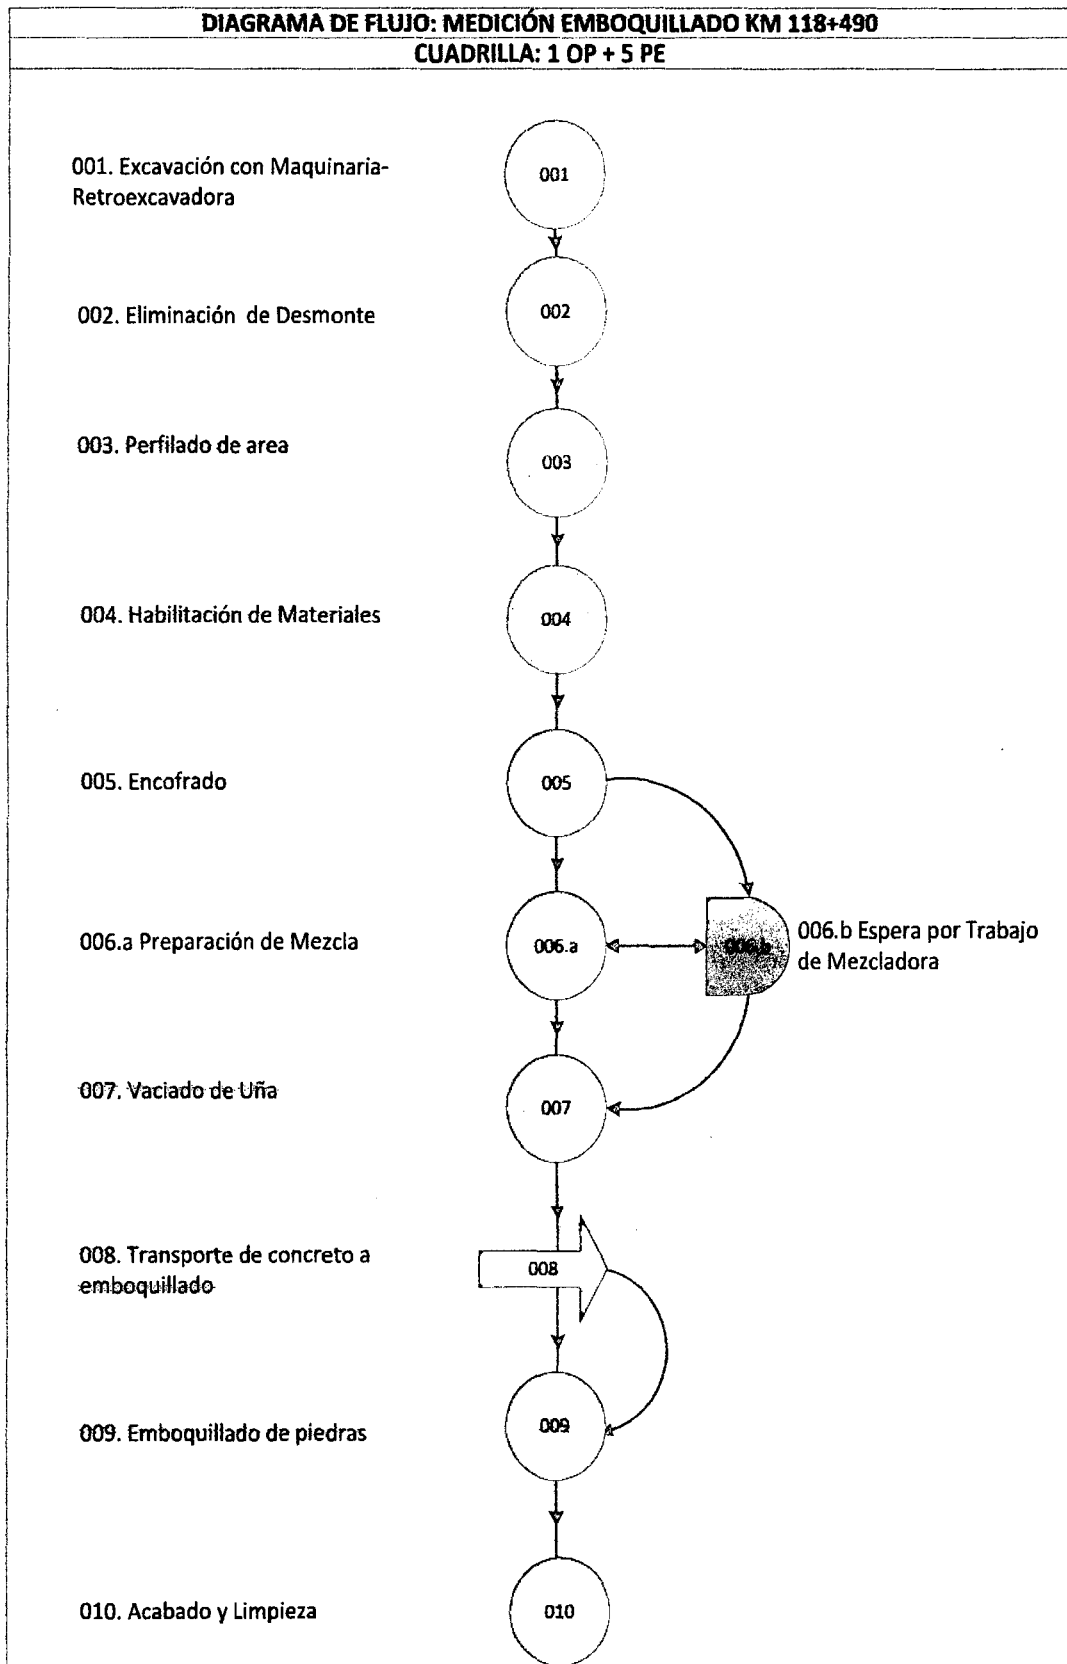 DIAGRAMA DE FLUJO: MEDICIÓN EMBOQUILLADO KM 118+490
CUADRILLA: 1 OP + 5 PE
001. Excavación con Maquinaria-
Retroexcavadora
001
002. Eliminación de Desmonte
002
003. Perfilado de area
003
004. Habilitación de Materiales
004
005. Encofrado
005
006.a Preparación de Mezcla
006.a
006.b
006.b Espera por Trabajo
de Mezcladora
007. Vaciado de Uña
007
008. Transporte de concreto a
emboquillado
008
009. Emboquillado de piedras
009
010. Acabado y Limpieza
010